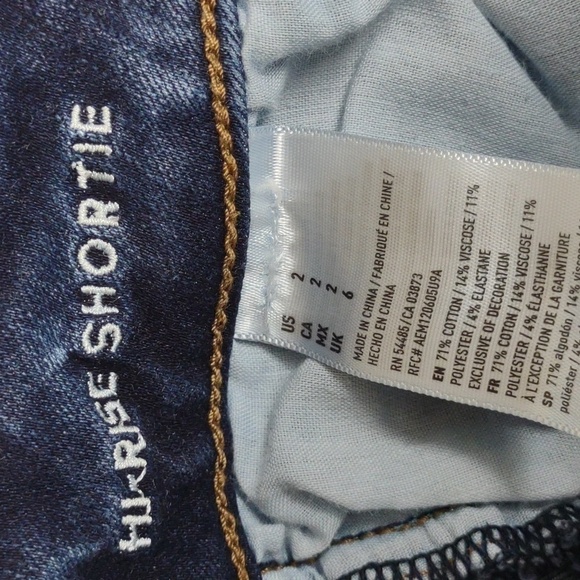 HI-RISE SHORTIE
US 2
CA 2
MX 2
UK 6
MADE IN CHINA / FABRIQUÉ EN CHINE /
HECHO EN CHINA
RN 54485/CA 03873
RFC# AEM120605U9A
EN 71% COTTON / 14% VISCOSE / 11%
POLYESTER / 4% ELASTANE
EXCLUSIVE OF DECORATION
FR 71% COTON / 14% VISCOSE / 11%
POLYESTER / 4% ÉLASTHANNE
À L'EXCEPTION DE LA GARNITURE
SP 71% algodón / 14%
poliéster /